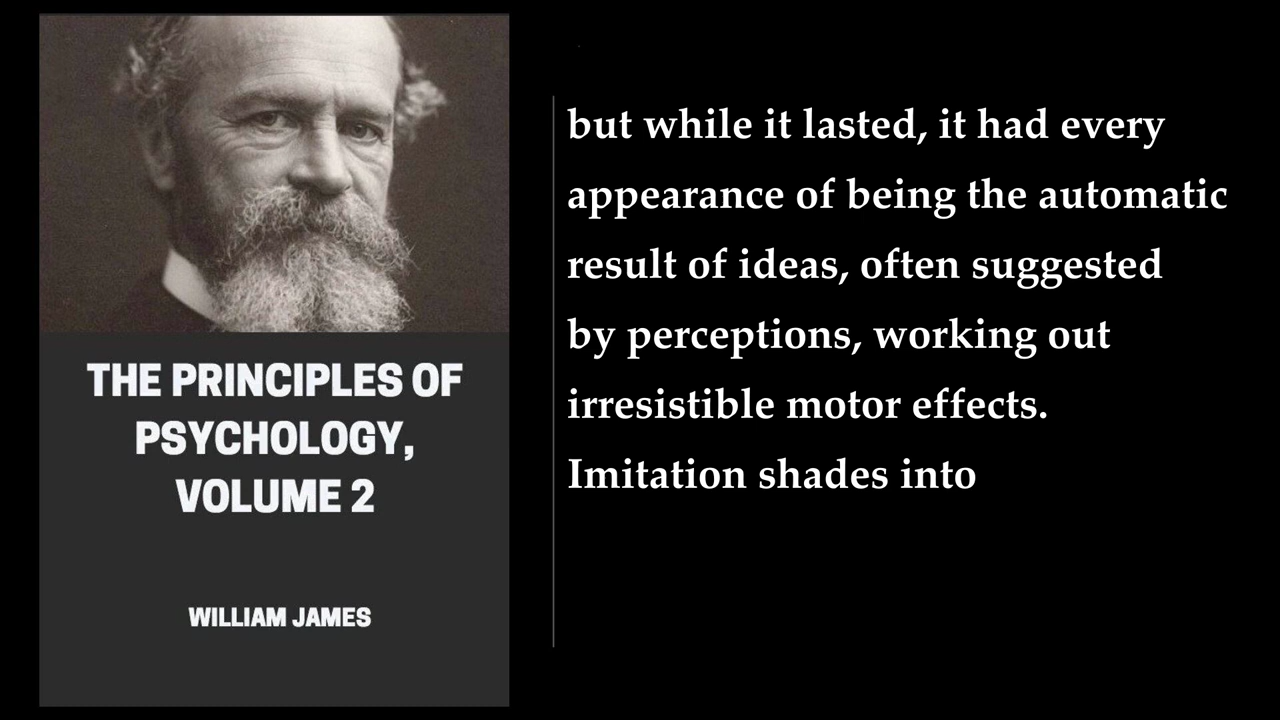 THE PRINCIPLES OF
PSYCHOLOGY,
VOLUME 2
WILLIAM JAMES
but while it lasted, it had every
appearance of being the automatic
result of ideas, often suggested
by perceptions, working out
irresistible motor effects.
Imitation shades into